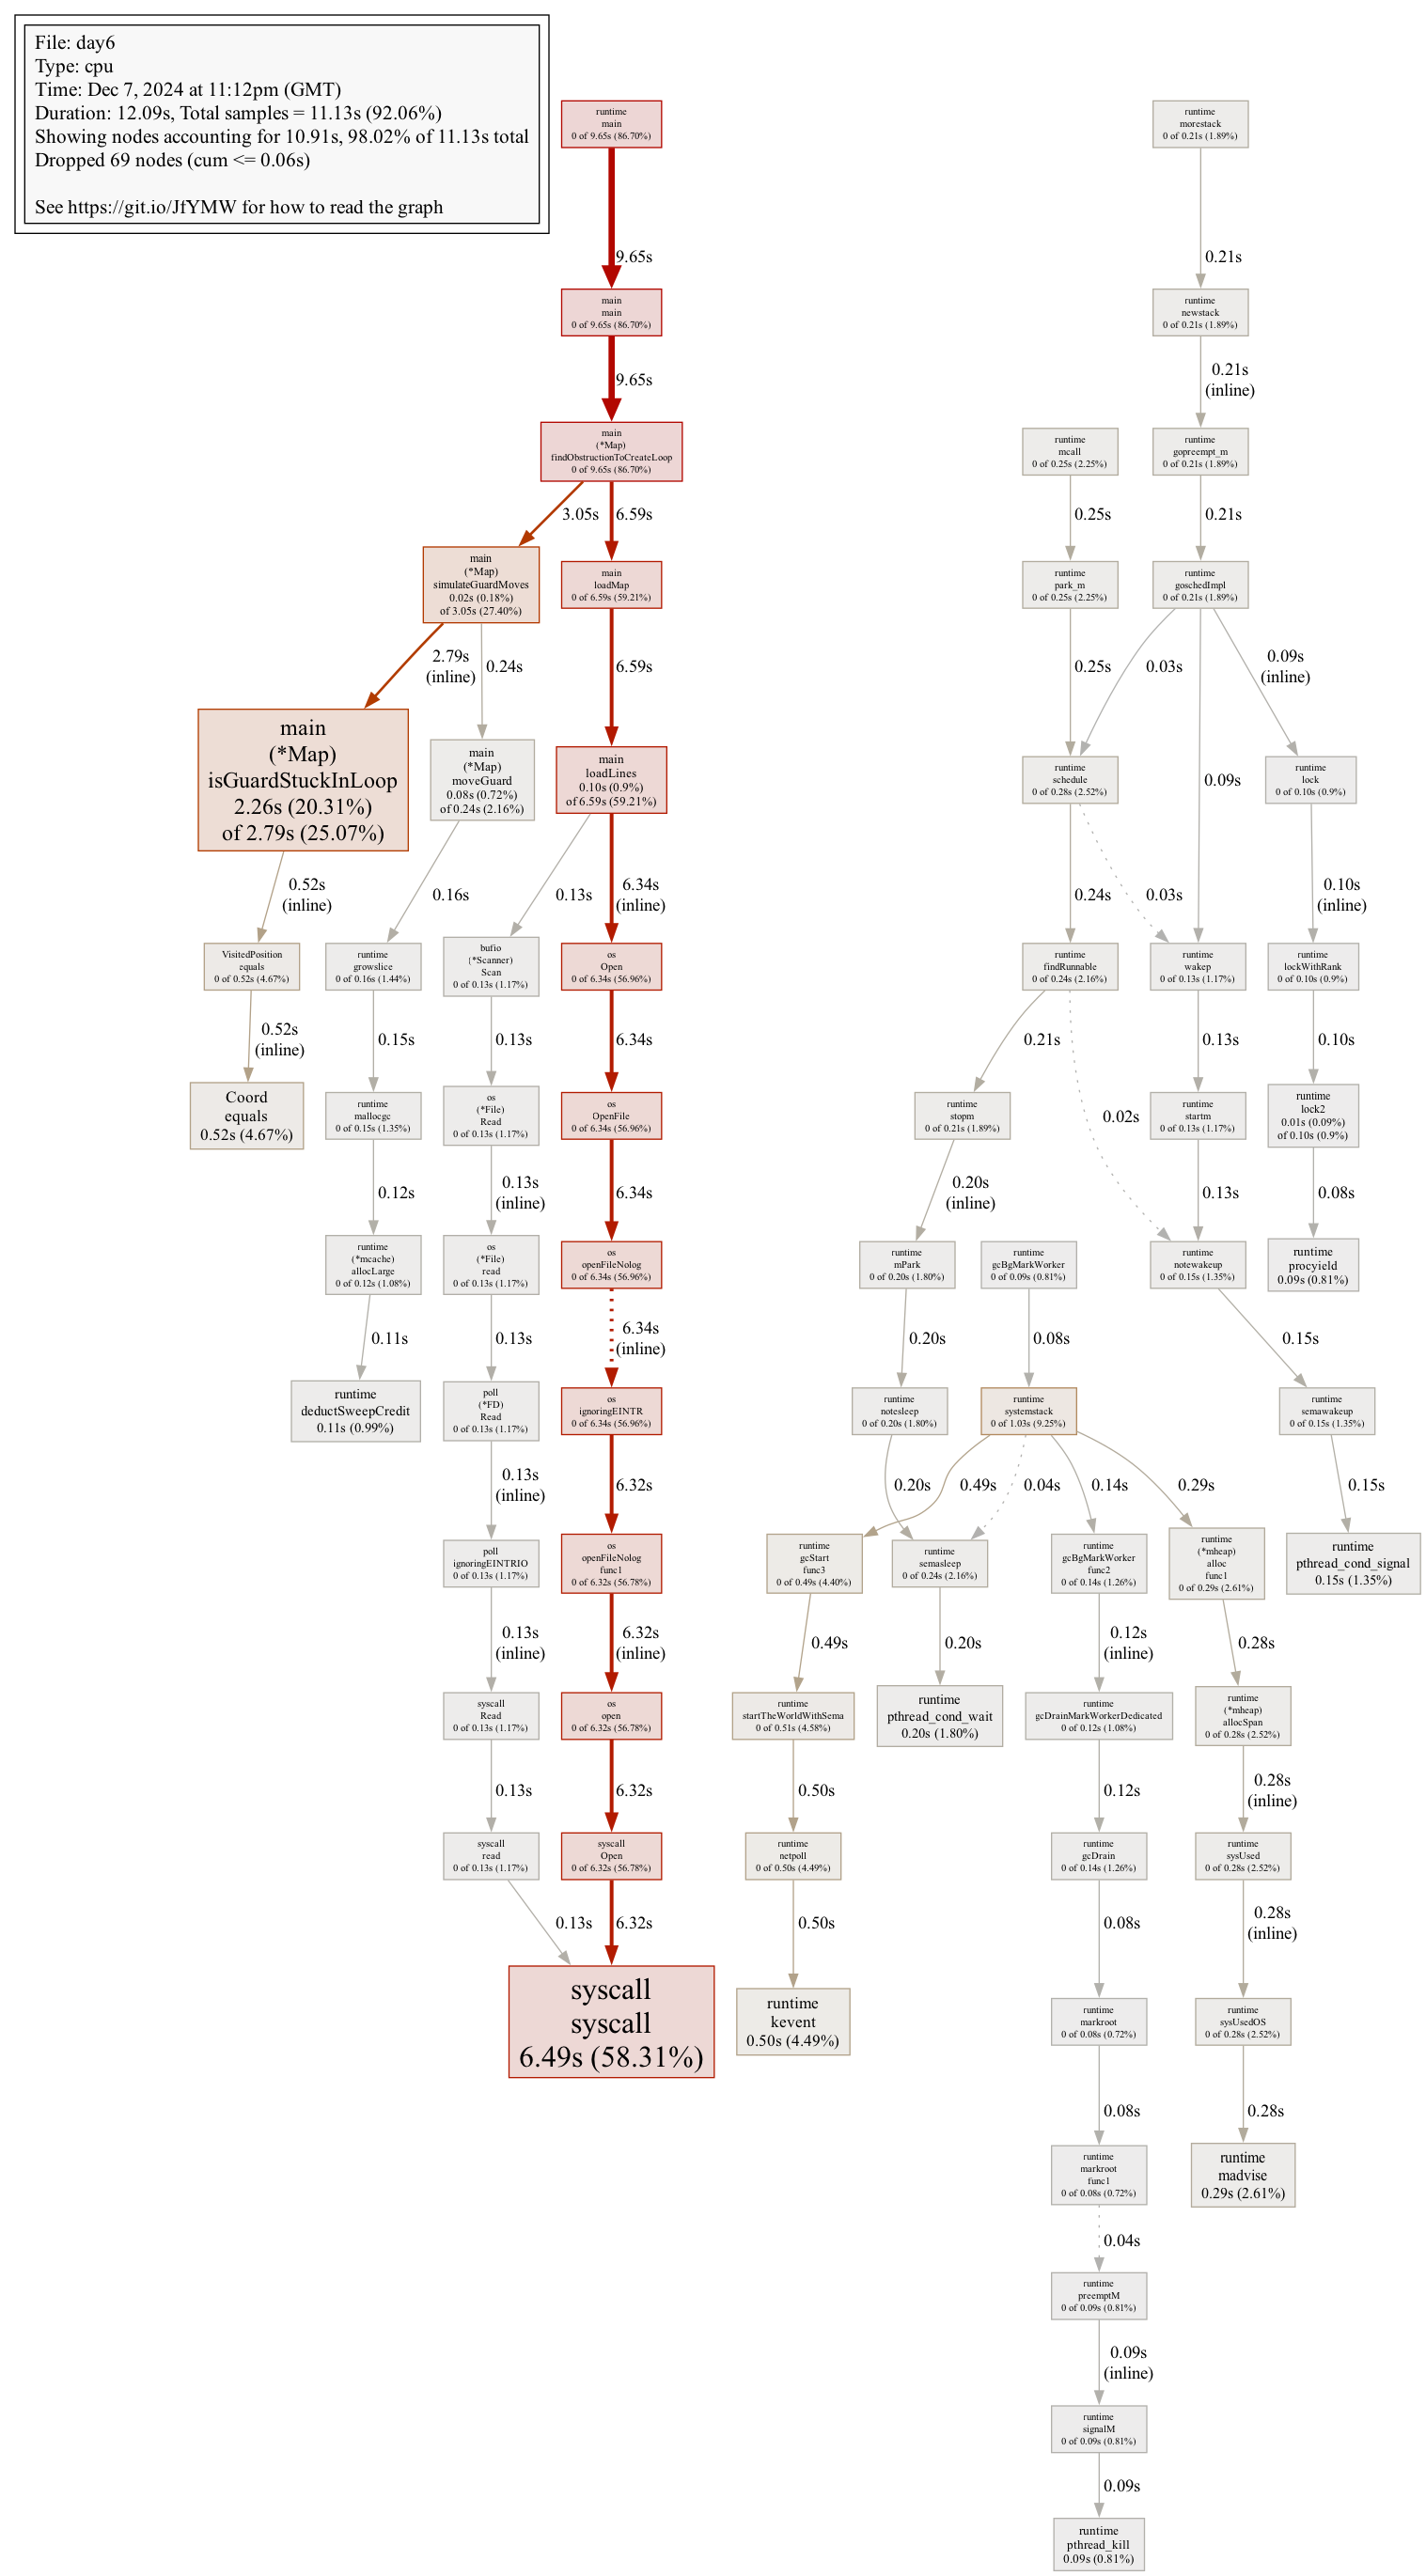 File: day6
Type: cpu
Time: Dec 7, 2024 at 11:12pm (GMT)
Duration: 12.09s, Total samples = 11.13s (92.06%)
Showing nodes accounting for 10.91s, 98.02% of 11.13s total
Dropped 69 nodes (cum <= 0.06s)
See https://git.io/JfYMW for how to read the graph
runtime
main
0 of 9.65s (86.70%)
runtime
morestack
0 of 0.21s (1.89%)
9.65s
0.21s
main
main
0 of 9.65s (86.70%)
runtime
newstack
0 of 0.21s (1.89%)
9.65s
0.21s
(inline)
main
(*Map)
findObstructionToCreateLoop
0 of 9.65s (86.70%)
runtime
mcall
0 of 0.25s (2.25%)
runtime
gopreempt_m
0 of 0.21s (1.89%)
3.05s
6.59s
0.25s
0.21s
main
(*Map)
simulateGuardMoves
0.02s (0.18%)
of 3.05s (27.40%)
main
loadMap
0 of 6.59s (59.21%)
runtime
park_m
0 of 0.25s (2.25%)
runtime
goschedImpl
0 of 0.21s (1.89%)
2.79s
(inline)
0.24s
6.59s
0.25s
0.03s
0.09s
(inline)
main
(*Map)
isGuardStuckInLoop
2.26s (20.31%)
of 2.79s (25.07%)
main
(*Map)
moveGuard
0.08s (0.72%)
of 0.24s (2.16%)
main
loadLines
0.10s (0.9%)
of 6.59s (59.21%)
runtime
schedule
0 of 0.28s (2.52%)
0.09s
runtime
lock
0 of 0.10s (0.9%)
0.52s
(inline)
0.16s
0.13s
6.34s
(inline)
0.24s
0.03s
0.10s
(inline)
VisitedPosition
equals
0 of 0.52s (4.67%)
runtime
growslice
0 of 0.16s (1.44%)
bufio
(*Scanner)
Scan
0 of 0.13s (1.17%)
os
Open
0 of 6.34s (56.96%)
runtime
findRunnable
0 of 0.24s (2.16%)
runtime
wakep
0 of 0.13s (1.17%)
runtime
lockWithRank
0 of 0.10s (0.9%)
0.52s
(inline)
0.15s
0.13s
6.34s
0.21s
0.02s
0.13s
0.10s
Coord
equals
0.52s (4.67%)
runtime
mallocgc
0 of 0.15s (1.35%)
os
(*File)
Read
0 of 0.13s (1.17%)
os
OpenFile
0 of 6.34s (56.96%)
runtime
stopm
0 of 0.21s (1.89%)
runtime
startm
0 of 0.13s (1.17%)
runtime
lock2
0.01s (0.09%)
of 0.10s (0.9%)
0.12s
0.13s
(inline)
6.34s
0.20s
(inline)
0.13s
0.08s
runtime
(*mcache)
allocLarge
0 of 0.12s (1.08%)
os
(*File)
read
0 of 0.13s (1.17%)
os
openFileNolog
0 of 6.34s (56.96%)
runtime
mPark
0 of 0.20s (1.80%)
runtime
gcBgMarkWorker
0 of 0.09s (0.81%)
runtime
notewakeup
0 of 0.15s (1.35%)
runtime
procyield
0.09s (0.81%)
0.11s
0.13s
6.34s
(inline)
0.20s
0.08s
0.15s
runtime
deductSweepCredit
0.11s (0.99%)
poll
(*FD)
Read
0 of 0.13s (1.17%)
os
ignoringEINTR
0 of 6.34s (56.96%)
runtime
notesleep
0 of 0.20s (1.80%)
runtime
systemstack
0 of 1.03s (9.25%)
runtime
semawakeup
0 of 0.15s (1.35%)
0.13s
(inline)
6.32s
0.20s
0.49s
0.04s
0.14s
0.29s
0.15s
poll
ignoringEINTRIO
0 of 0.13s (1.17%)
os
openFileNolog
func1
0 of 6.32s (56.78%)
runtime
gcStart
func3
0 of 0.49s (4.40%)
runtime
semasleep
0 of 0.24s (2.16%)
runtime
gcBgMarkWorker
func2
0 of 0.14s (1.26%)
runtime
(*mheap)
alloc
func1
0 of 0.29s (2.61%)
runtime
pthread_cond_signal
0.15s (1.35%)
0.13s
(inline)
6.32s
(inline)
0.49s
0.20s
0.12s
(inline)
0.28s
syscall
Read
0 of 0.13s (1.17%)
os
open
0 of 6.32s (56.78%)
runtime
startTheWorldWithSema
0 of 0.51s (4.58%)
runtime
pthread_cond_wait
0.20s (1.80%)
runtime
gcDrainMarkWorkerDedicated
0 of 0.12s (1.08%)
runtime
(*mheap)
allocSpan
0 of 0.28s (2.52%)
0.13s
6.32s
0.50s
0.12s
0.28s
(inline)
syscall
read
0 of 0.13s (1.17%)
syscall
Open
0 of 6.32s (56.78%)
runtime
netpoll
0 of 0.50s (4.49%)
runtime
gcDrain
0 of 0.14s (1.26%)
runtime
sysUsed
0 of 0.28s (2.52%)
0.13s
6.32s
0.50s
0.08s
0.28s
(inline)
syscall
syscall
6.49s (58.31%)
runtime
kevent
0.50s (4.49%)
runtime
markroot
0 of 0.08s (0.72%)
runtime
sysUsedOS
0 of 0.28s (2.52%)
0.08s
0.28s
runtime
markroot
func1
0 of 0.08s (0.72%)
runtime
madvise
0.29s (2.61%)
0.04s
runtime
preemptM
0 of 0.09s (0.81%)
0.09s
(inline)
runtime
signalM
0 of 0.09s (0.81%)
0.09s
runtime
pthread_kill
0.09s (0.81%)